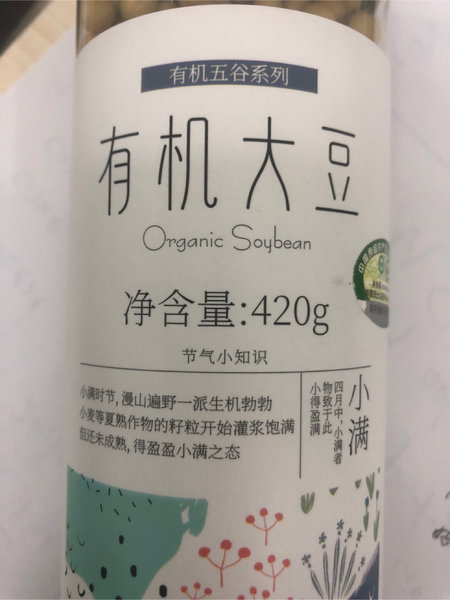 有机五谷系列
有机大豆
Organic Soybean
净含量:420g
节气小知识
小满时节,漫山遍野一派生机勃勃
小麦等夏熟作物的籽粒开始灌浆饱满
但还未成熟,得盈盈小满之态
小满
四月中,小满者
物致于此
小得盈满